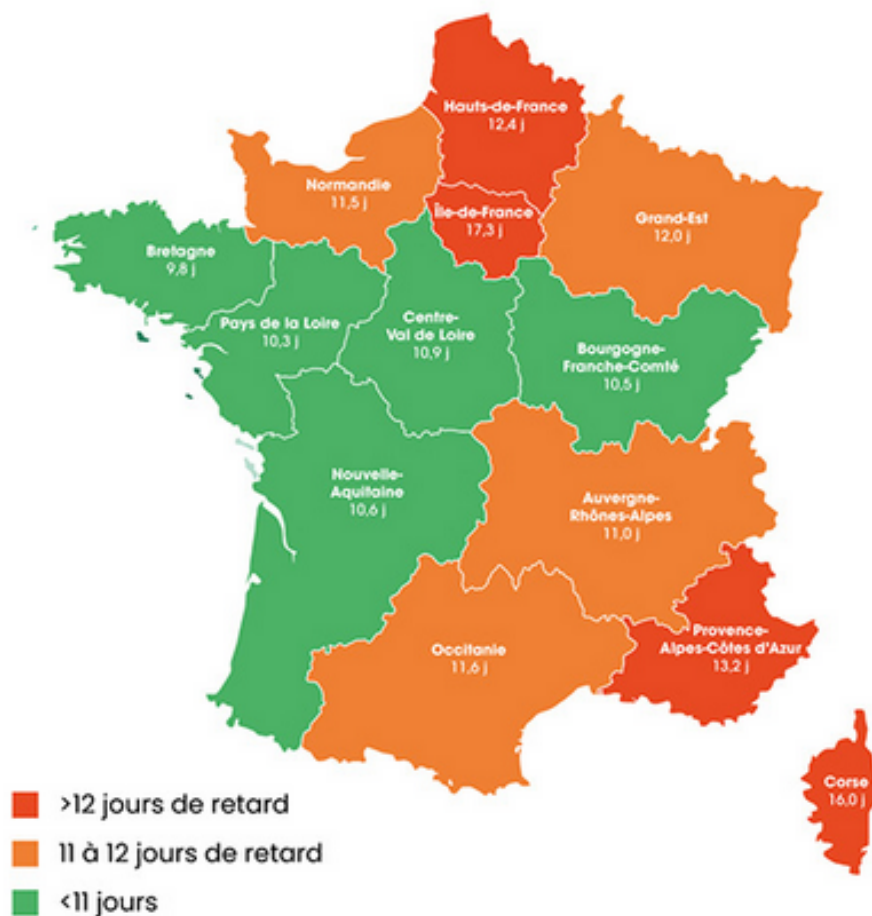 Hauts-de-France
12,4 j
Normandie
11,5 j
Île-de-France
17,3 j
Grand-Est
12,0 j
Bretagne
9,8 j
Pays de la Loire
10,3 j
Centre-
Val de Loire
10,9 j
Bourgogne-
Franche-Comté
10,5 j
Nouvelle-
Aquitaine
10,6 j
Auvergne-
Rhônes-Alpes
11,0 j
Occitanie
11,6 j
Provence-
Alpes-Côtes d'Azur
13,2 j
Corse
16,0 j
>12 jours de retard
11 à 12 jours de retard
<11 jours